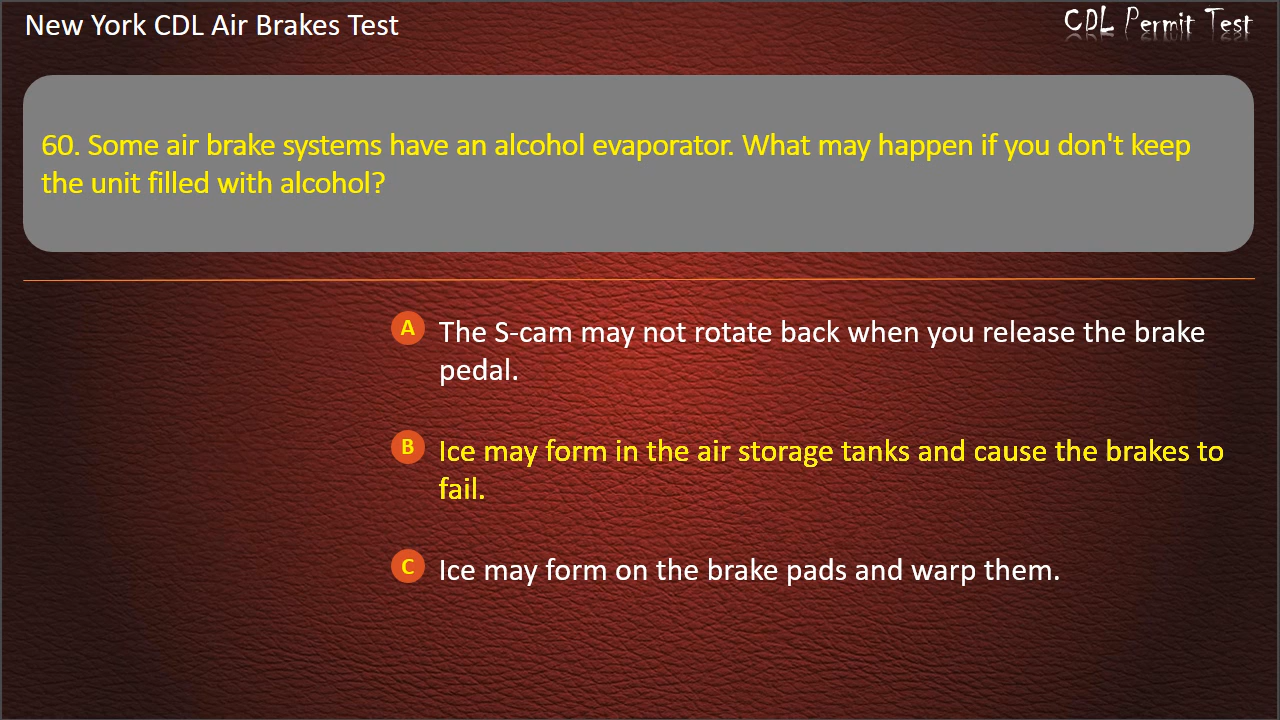 New York CDL Air Brakes Test
CDL Permit Test
60. Some air brake systems have an alcohol evaporator. What may happen if you don't keep
the unit filled with alcohol?
A The S-cam may not rotate back when you release the brake
pedal.
B Ice may form in the air storage tanks and cause the brakes to
fail.
C Ice may form on the brake pads and warp them.